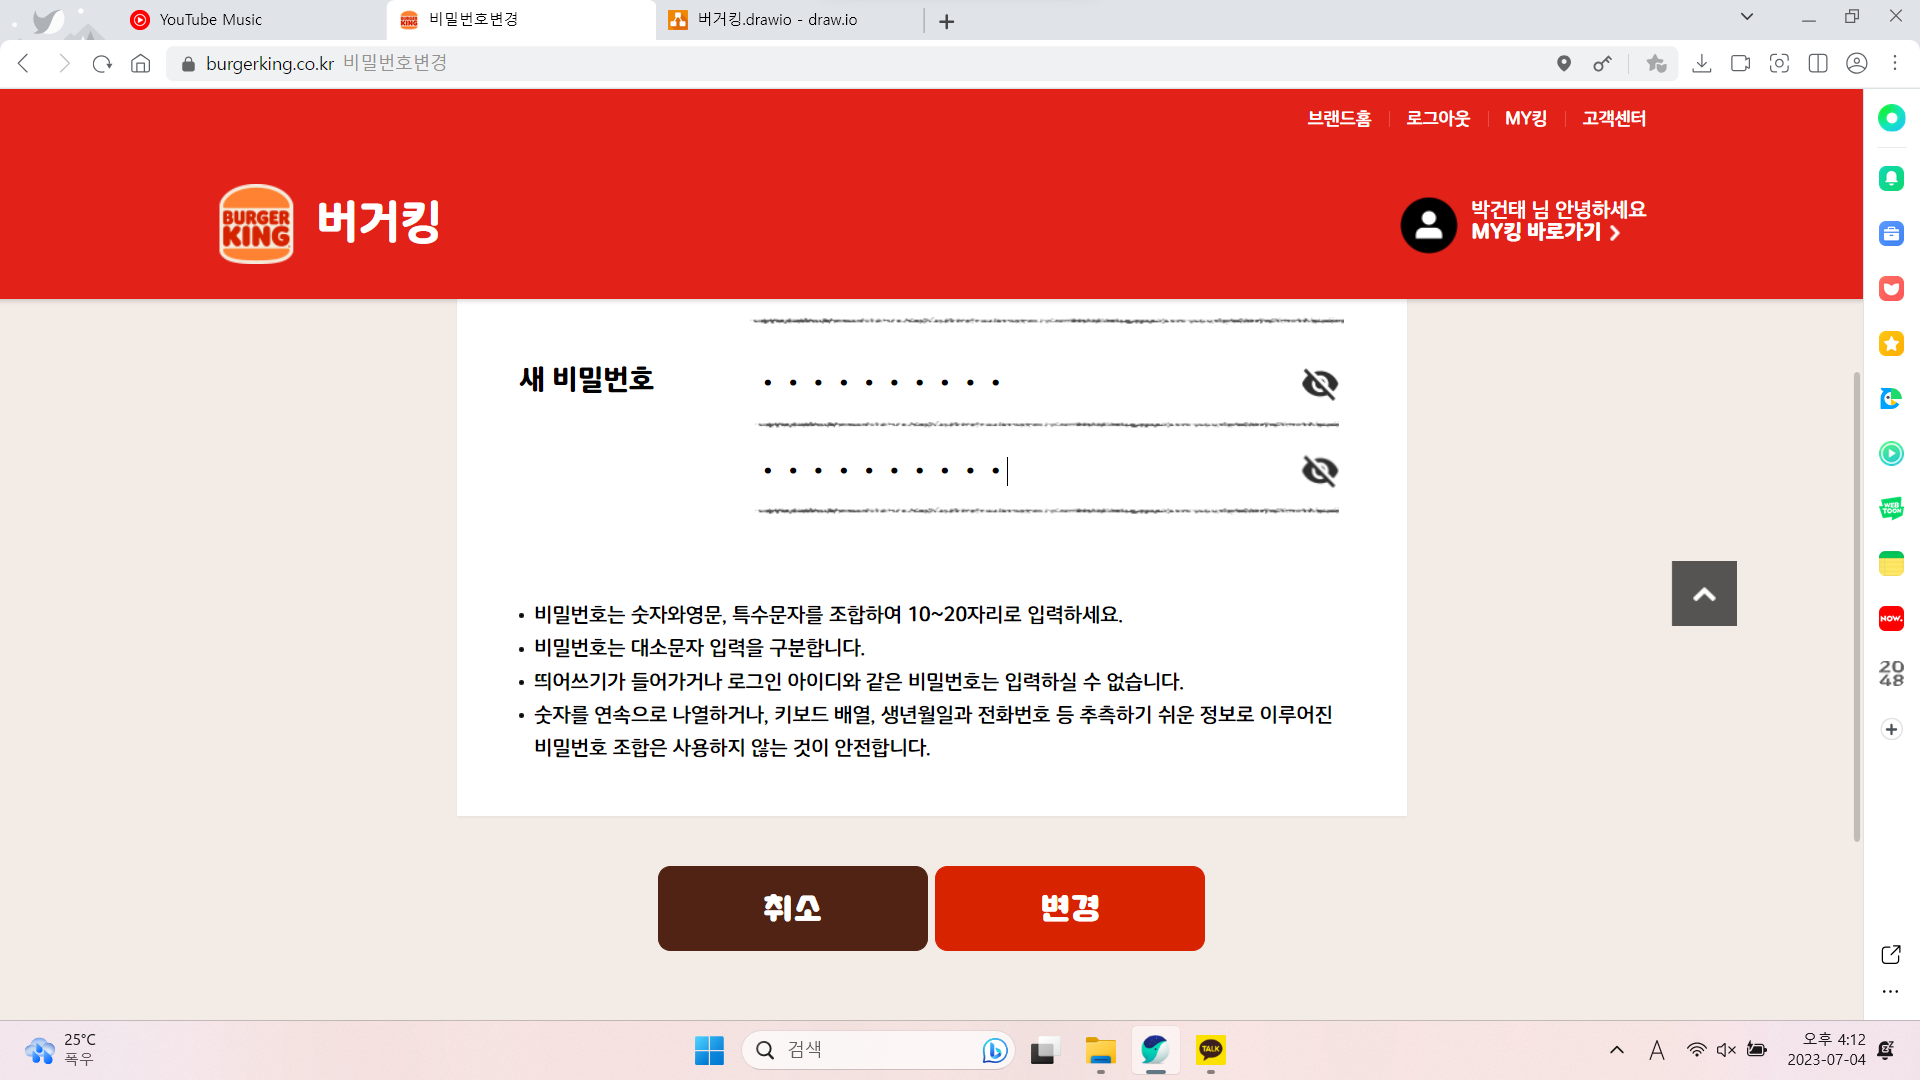 YouTube Music
비밀번호변경
버거킹.drawio - draw.io
burgerking.co.kr 비밀번호변경
브랜드홈
로그아웃
MY킹
고객센터
BURGER KING
버거킹
박건태 님 안녕하세요
MY킹 바로가기
새 비밀번호
• 비밀번호는 숫자와영문, 특수문자를 조합하여 10~20자리로 입력하세요.
• 비밀번호는 대소문자 입력을 구분합니다.
• 띄어쓰기가 들어가거나 로그인 아이디와 같은 비밀번호는 입력하실 수 없습니다.
• 숫자를 연속으로 나열하거나, 키보드 배열, 생년월일과 전화번호 등 추측하기 쉬운 정보로 이루어진
비밀번호 조합은 사용하지 않는 것이 안전합니다.
취소
변경
WEB TOON
NOW.
20
48
25°C
폭우
검색
TALK
A
오후 4:12
2023-07-04